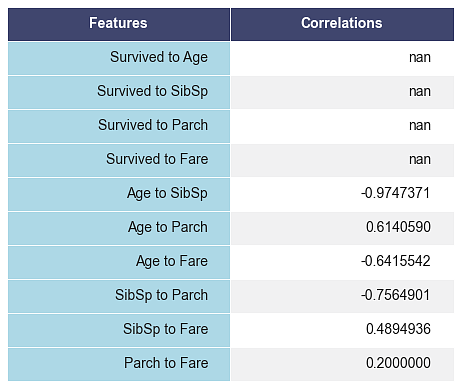 Features Correlations
Survived to Age nan
Survived to SibSp nan
Survived to Parch nan
Survived to Fare nan
Age to SibSp -0.9747371
Age to Parch 0.6140590
Age to Fare -0.6415542
SibSp to Parch -0.7564901
SibSp to Fare 0.4894936
Parch to Fare 0.2000000